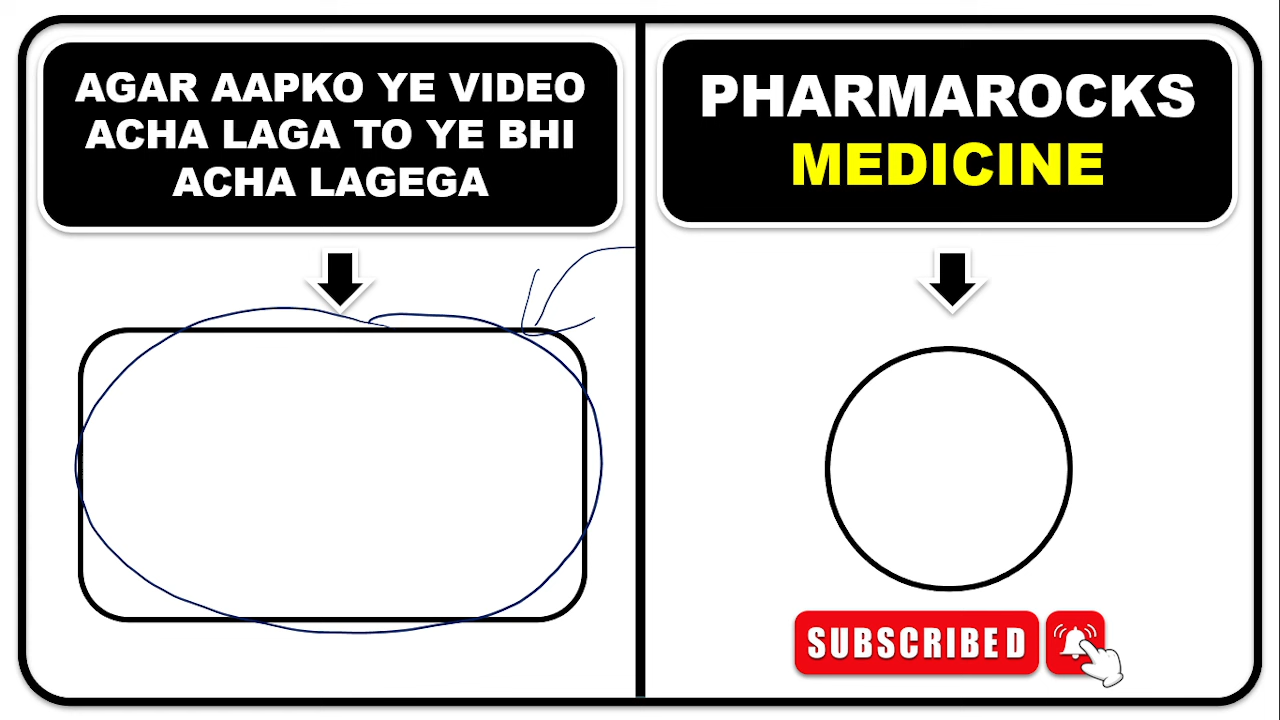 AGAR AAPKO YE VIDEO
ACHA LAGA TO YE BHI
ACHA LAGEGA
PHARMAROCKS
MEDICINE
SUBSCRIBED